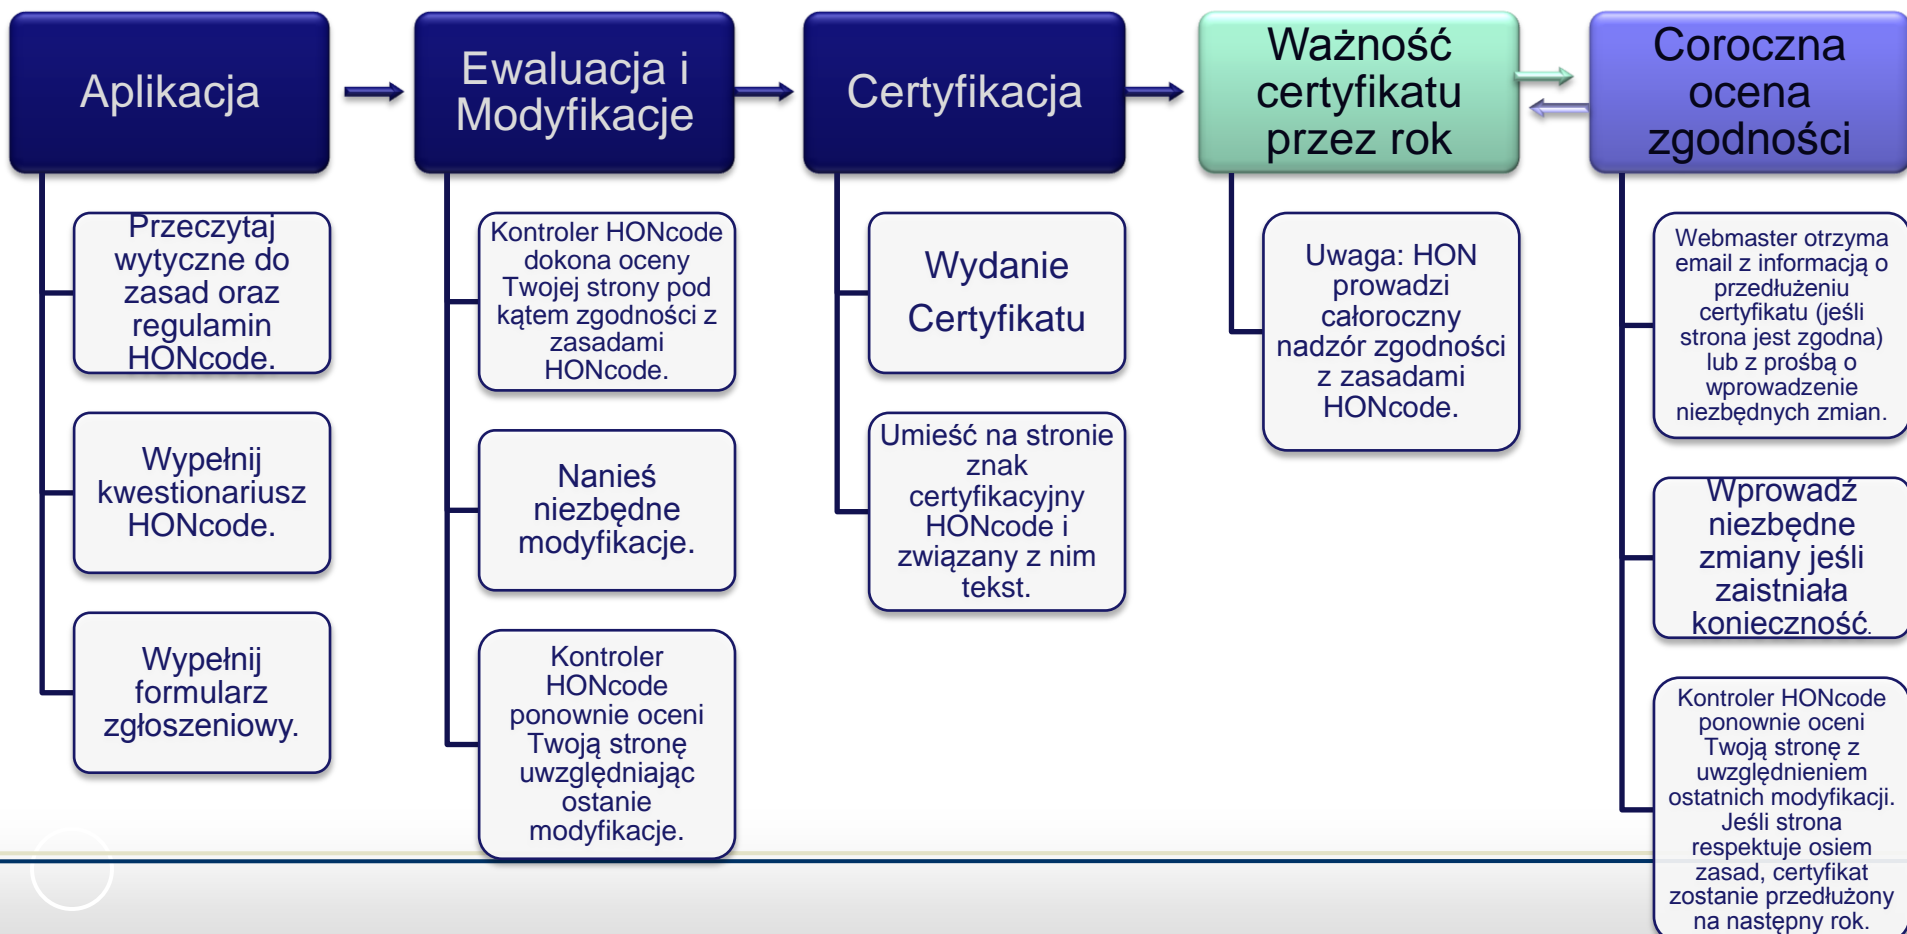 Aplikacja
Przeczytaj
wytyczne do
zasad oraz
regulamin
HONcode.
Wypełnij
kwestionariusz
HONcode.
Wypełnij
formularz
zgłoszeniowy.
Ewaluacja i
Modyfikacje
Kontroler HONcode
dokona oceny
Twojej strony pod
kątem zgodności z
zasadami
HONcode.
Nanieś
niezbędne
modyfikacje.
Kontroler
HONcode
ponownie oceni
Twoją stronę
uwzględniając
ostanie
modyfikacje.
Certyfikacja
Wydanie
Certyfikatu
Umieść na stronie
znak
certyfikacyjny
HONcode i
związany z nim
tekst.
Ważność
certyfikatu
przez rok
Uwaga: HON
prowadzi
całoroczny
nadzór zgodności
z zasadami
HONcode.
Coroczna
ocena
zgodności
Webmaster otrzyma
email z informacją o
przedłużeniu
certyfikatu (jeśli
strona jest zgodna)
lub z prośbą o
wprowadzenie
niezbędnych zmian.
Wprowadź
niezbędne
zmiany jeśli
zaistniała
konieczność.
Kontroler HONcode
ponownie oceni
Twoją stronę z
uwzględnieniem
ostatnich modyfikacji.
Jeśli strona
respektuje osiem
zasad, certyfikat
zostanie przedłużony
na następny rok.